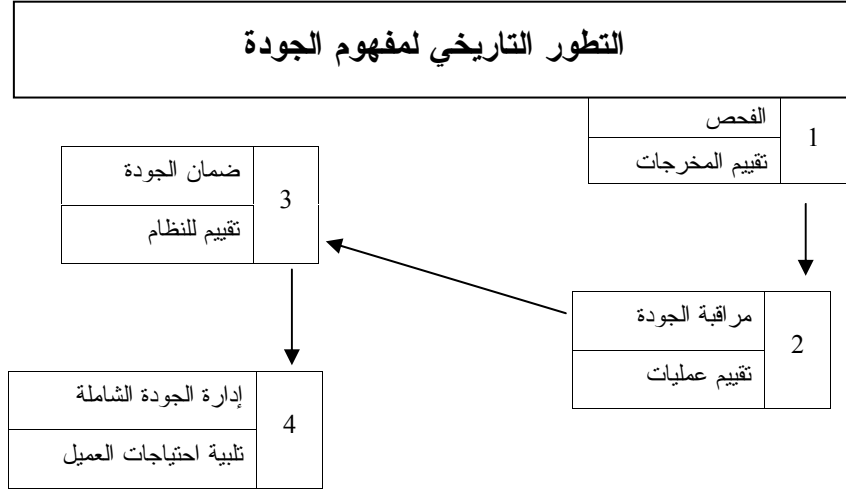 التطور التاريخي لمفهوم الجودة
1
الفحص
تقييم المخرجات
2
مراقبة الجودة
تقييم عمليات
3
ضمان الجودة
تقييم للنظام
4
إدارة الجودة الشاملة
تلبية احتياجات العميل